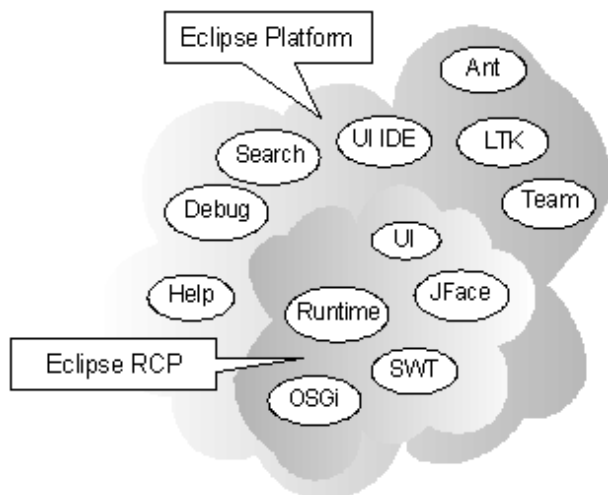 Eclipse Platform
Ant
UI IDE
LTK
Search
Team
Debug
UI
Help
JFace
Runtime
Eclipse RCP
SWT
OSGi